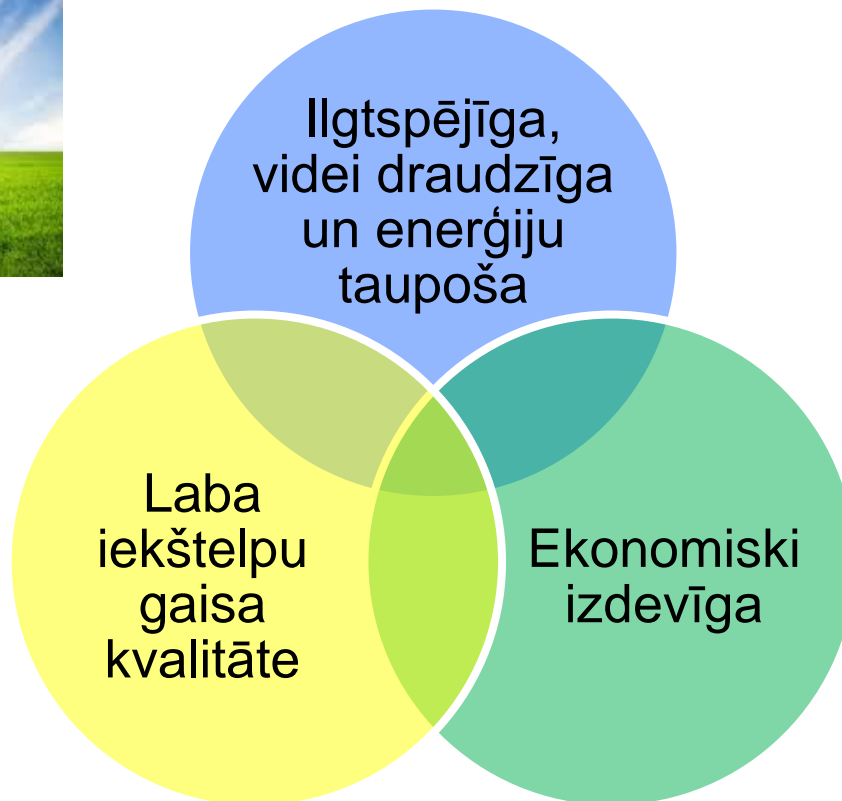 Ilgtspējīga,
videi draudzīga
un enerģiju
taupoša
Laba
iekštelpu
gaisa
kvalitāte
Ekonomiski
izdevīga